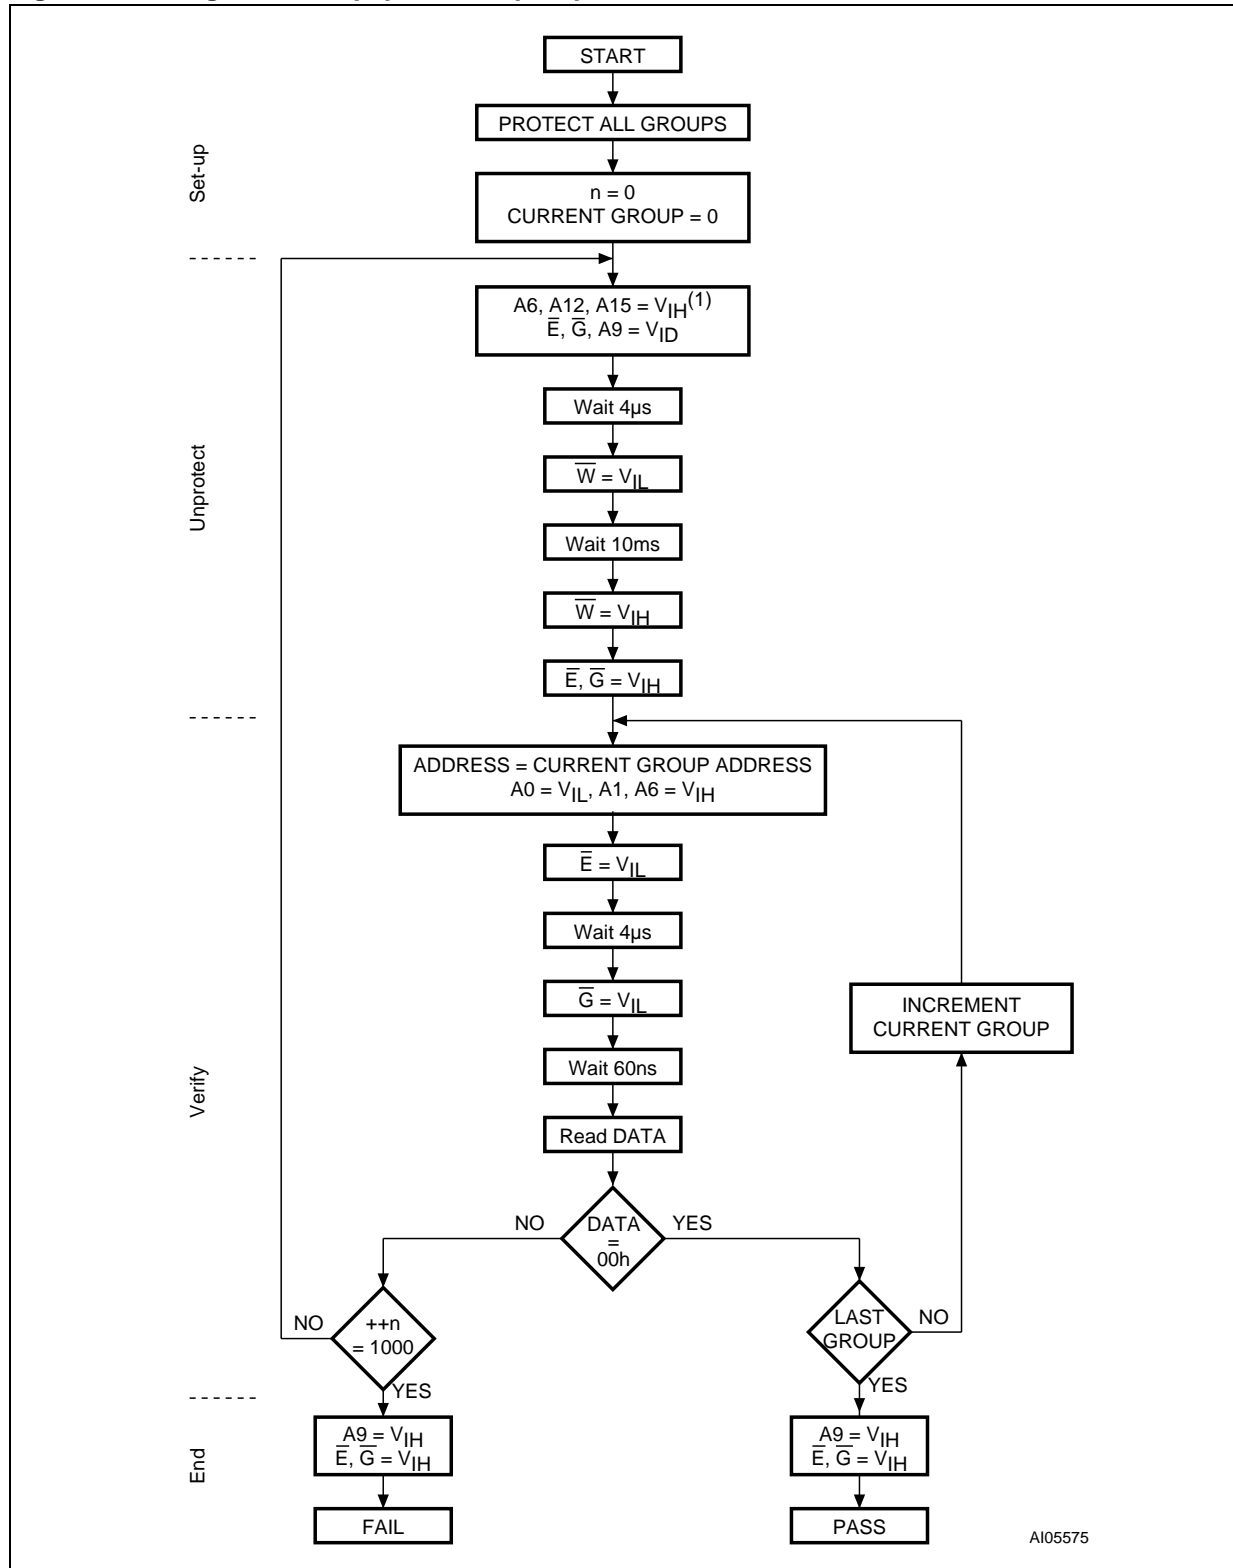 START
PROTECT ALL GROUPS
Set-up
n = 0
CURRENT GROUP = 0
A6, A12, A15 = VIH(1)
E̅, G̅, A9 = VID
Wait 4µs
Unprotect
W̅ = VIL
Wait 10ms
W̅ = VIH
E̅, G̅ = VIH
ADDRESS = CURRENT GROUP ADDRESS
A0 = VIL, A1, A6 = VIH
E̅ = VIL
Wait 4µs
G̅ = VIL
INCREMENT
CURRENT GROUP
Wait 60ns
Verify
Read DATA
NO
DATA
=
00h
YES
NO
++n
= 1000
YES
LAST
GROUP
NO
YES
End
A9 = VIH
E̅, G̅ = VIH
A9 = VIH
E̅, G̅ = VIH
FAIL
PASS
AI05575